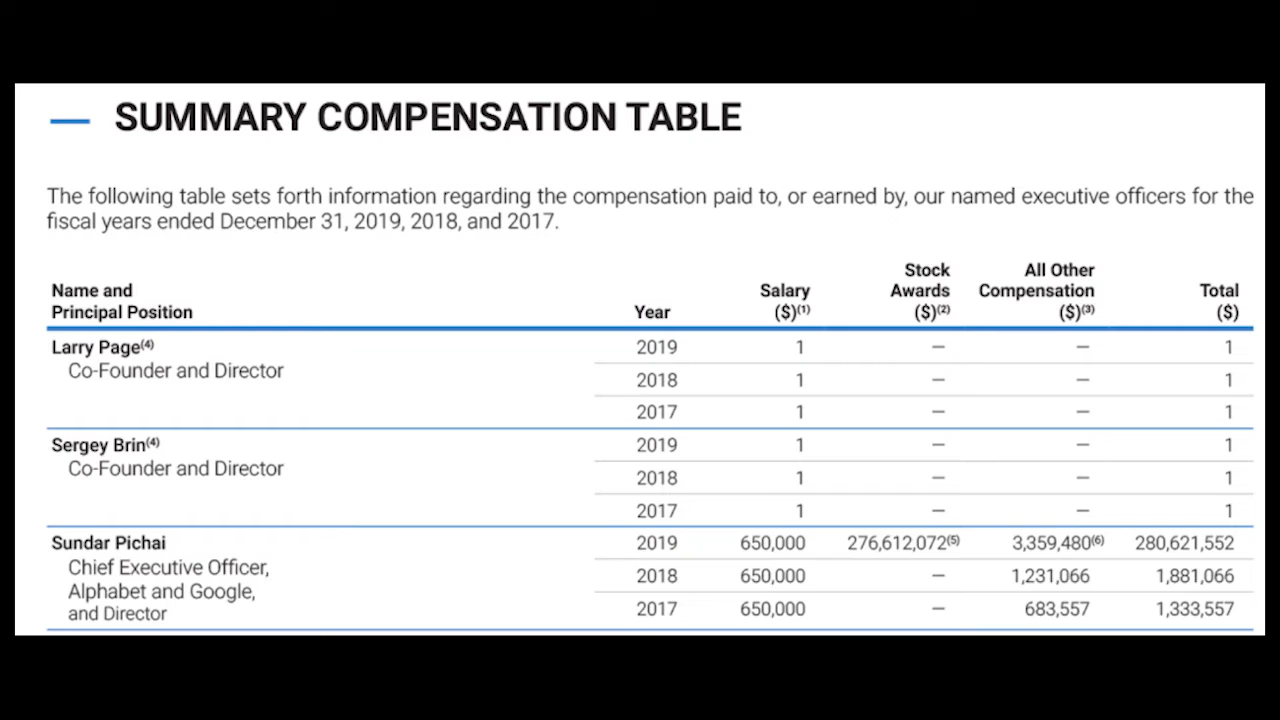 SUMMARY COMPENSATION TABLE
The following table sets forth information regarding the compensation paid to, or earned by, our named executive officers for the
fiscal years ended December 31, 2019, 2018, and 2017.
Name and Principal Position Year Salary ($)(1) Stock Awards ($)(2) All Other Compensation ($)(3) Total ($)
Larry Page(4) 2019 1 — — 1
Co-Founder and Director
2018 1 — — 1
2017 1 — — 1
Sergey Brin(4) 2019 1 — — 1
Co-Founder and Director
2018 1 — — 1
2017 1 — — 1
Sundar Pichai 2019 650,000 276,612,072(5) 3,359,480(6) 280,621,552
Chief Executive Officer, 2018 650,000 — 1,231,066 1,881,066
Alphabet and Google,
and Director 2017 650,000 — 683,557 1,333,557